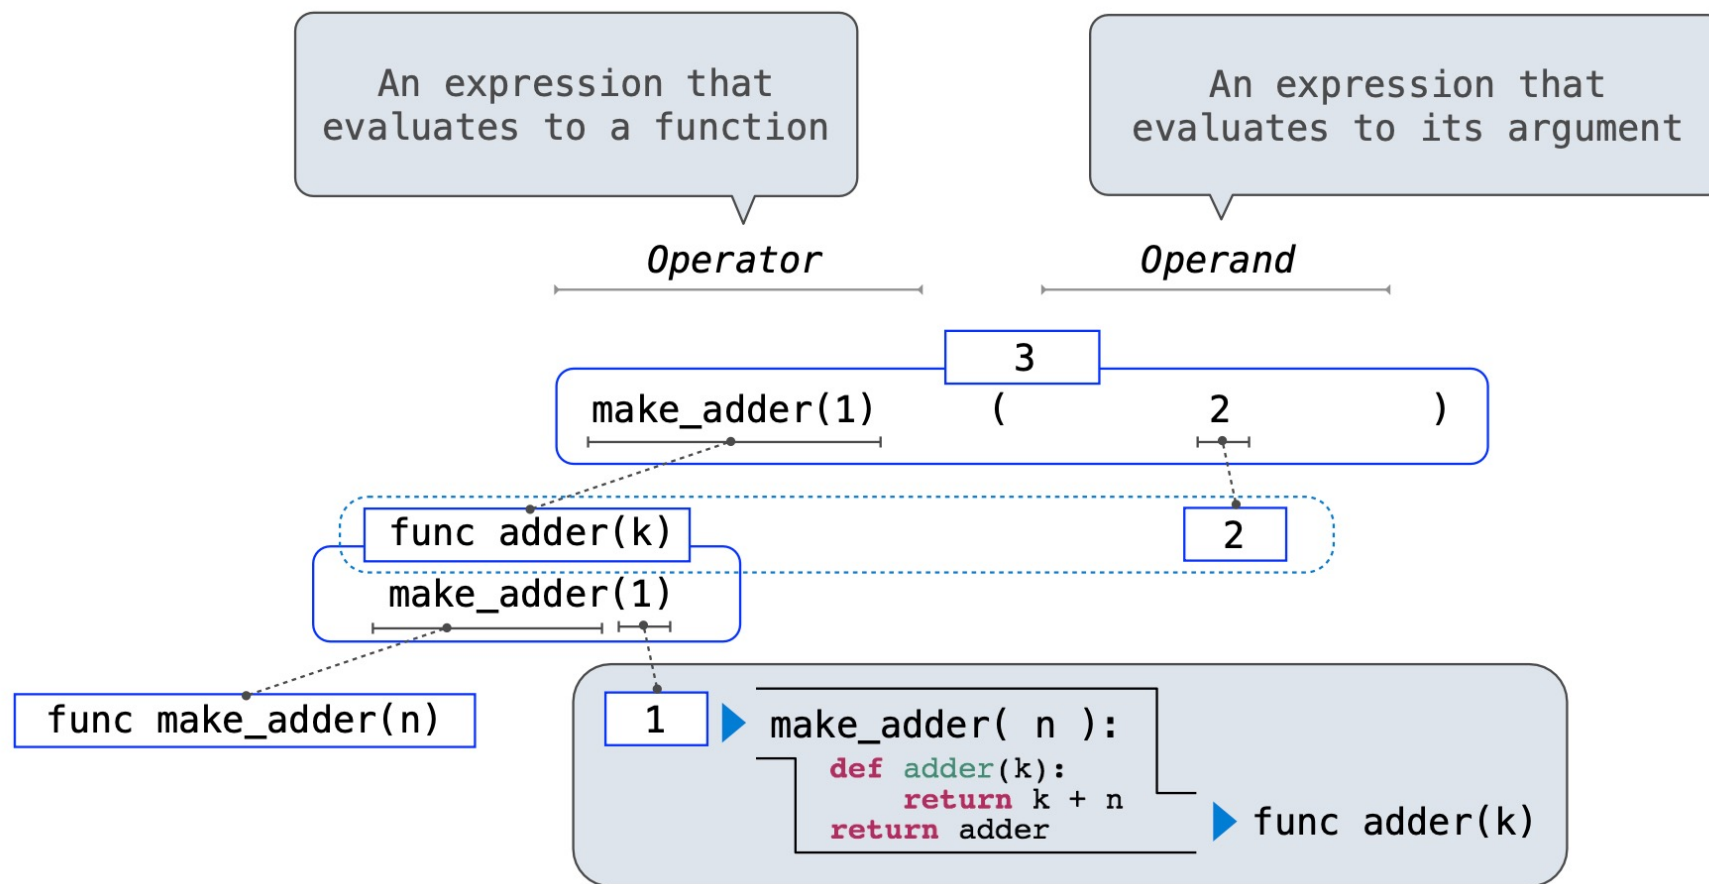 An expression that
evaluates to a function
An expression that
evaluates to its argument
Operator
Operand
3
make_adder(1) ( 2 )
func adder(k)
2
make_adder(1)
func make_adder(n)
1
make_adder( n ):
def adder(k):
return k + n
return adder
func adder(k)